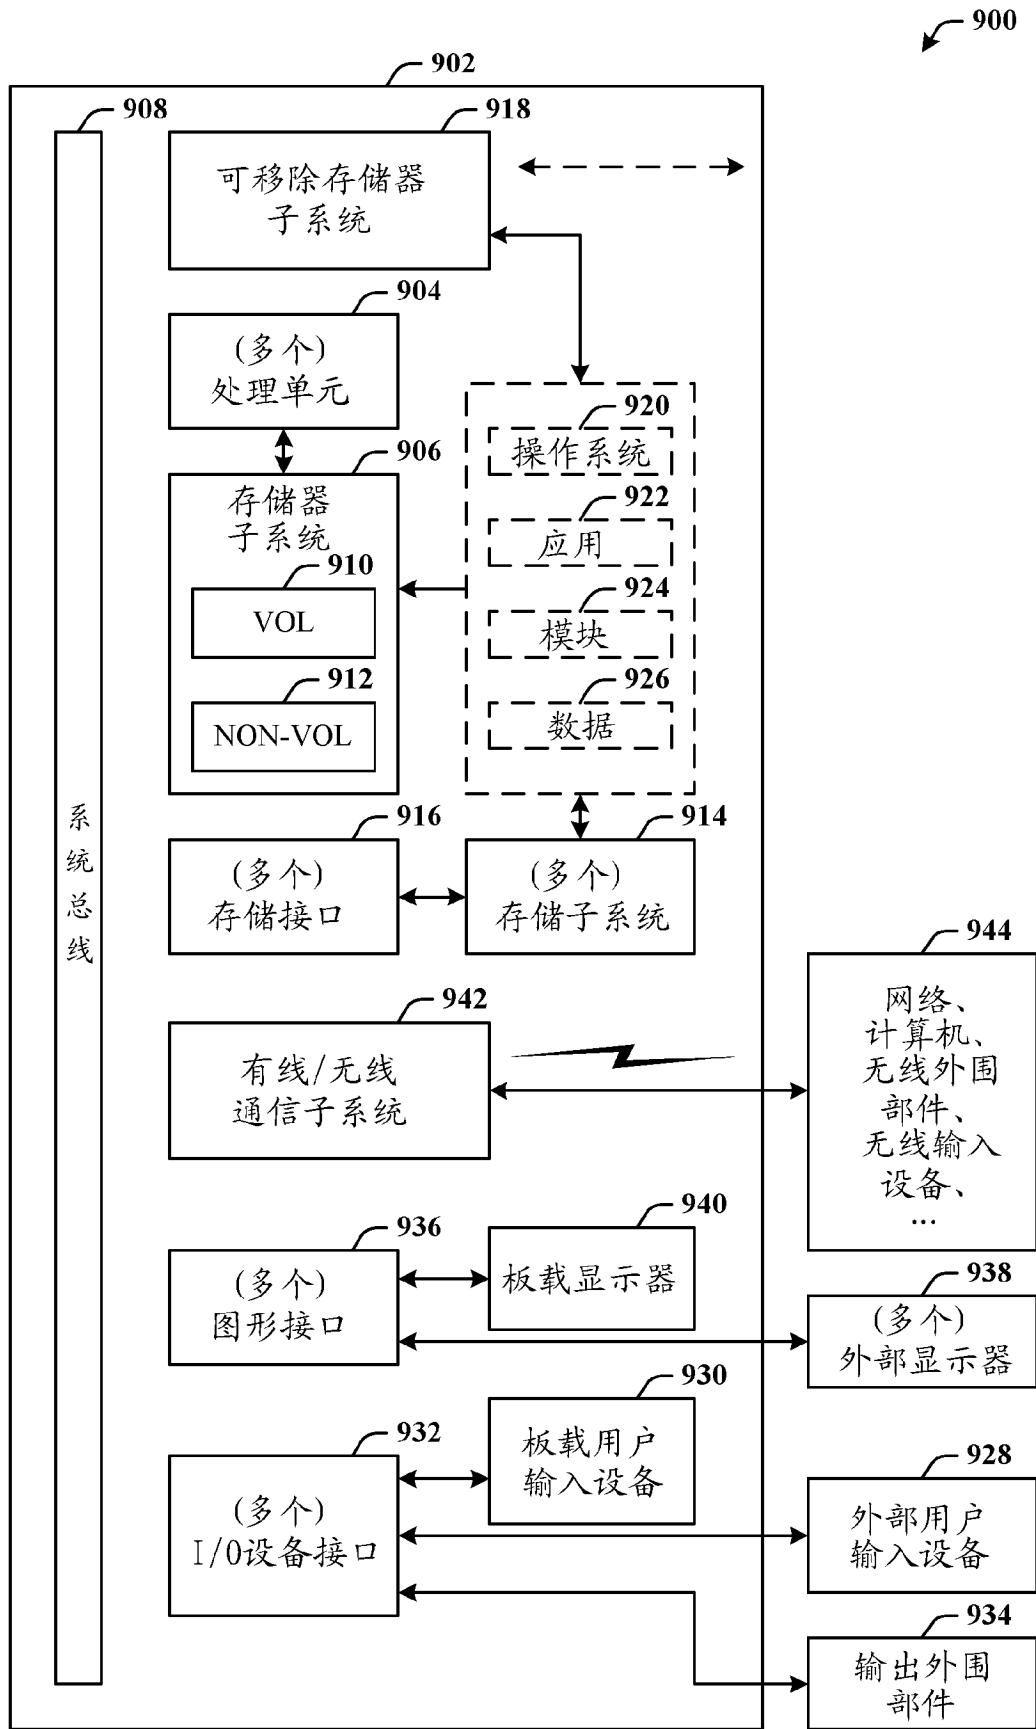 900
902
908
918
可移除存储器
子系统
904
(多个)
处理单元
920
操作系统
906
存储器
子系统
922
应用
910
VOL
924
模块
912
NON-VOL
926
数据
系统总线
916
(多个)
存储接口
914
(多个)
存储子系统
944
网络、
计算机、
无线外围
部件、
无线输入
设备、
...
942
有线/无线
通信子系统
936
(多个)
图形接口
940
板载显示器
938
(多个)
外部显示器
930
板载用户
输入设备
932
(多个)
I/O设备接口
928
外部用户
输入设备
934
输出外围
部件